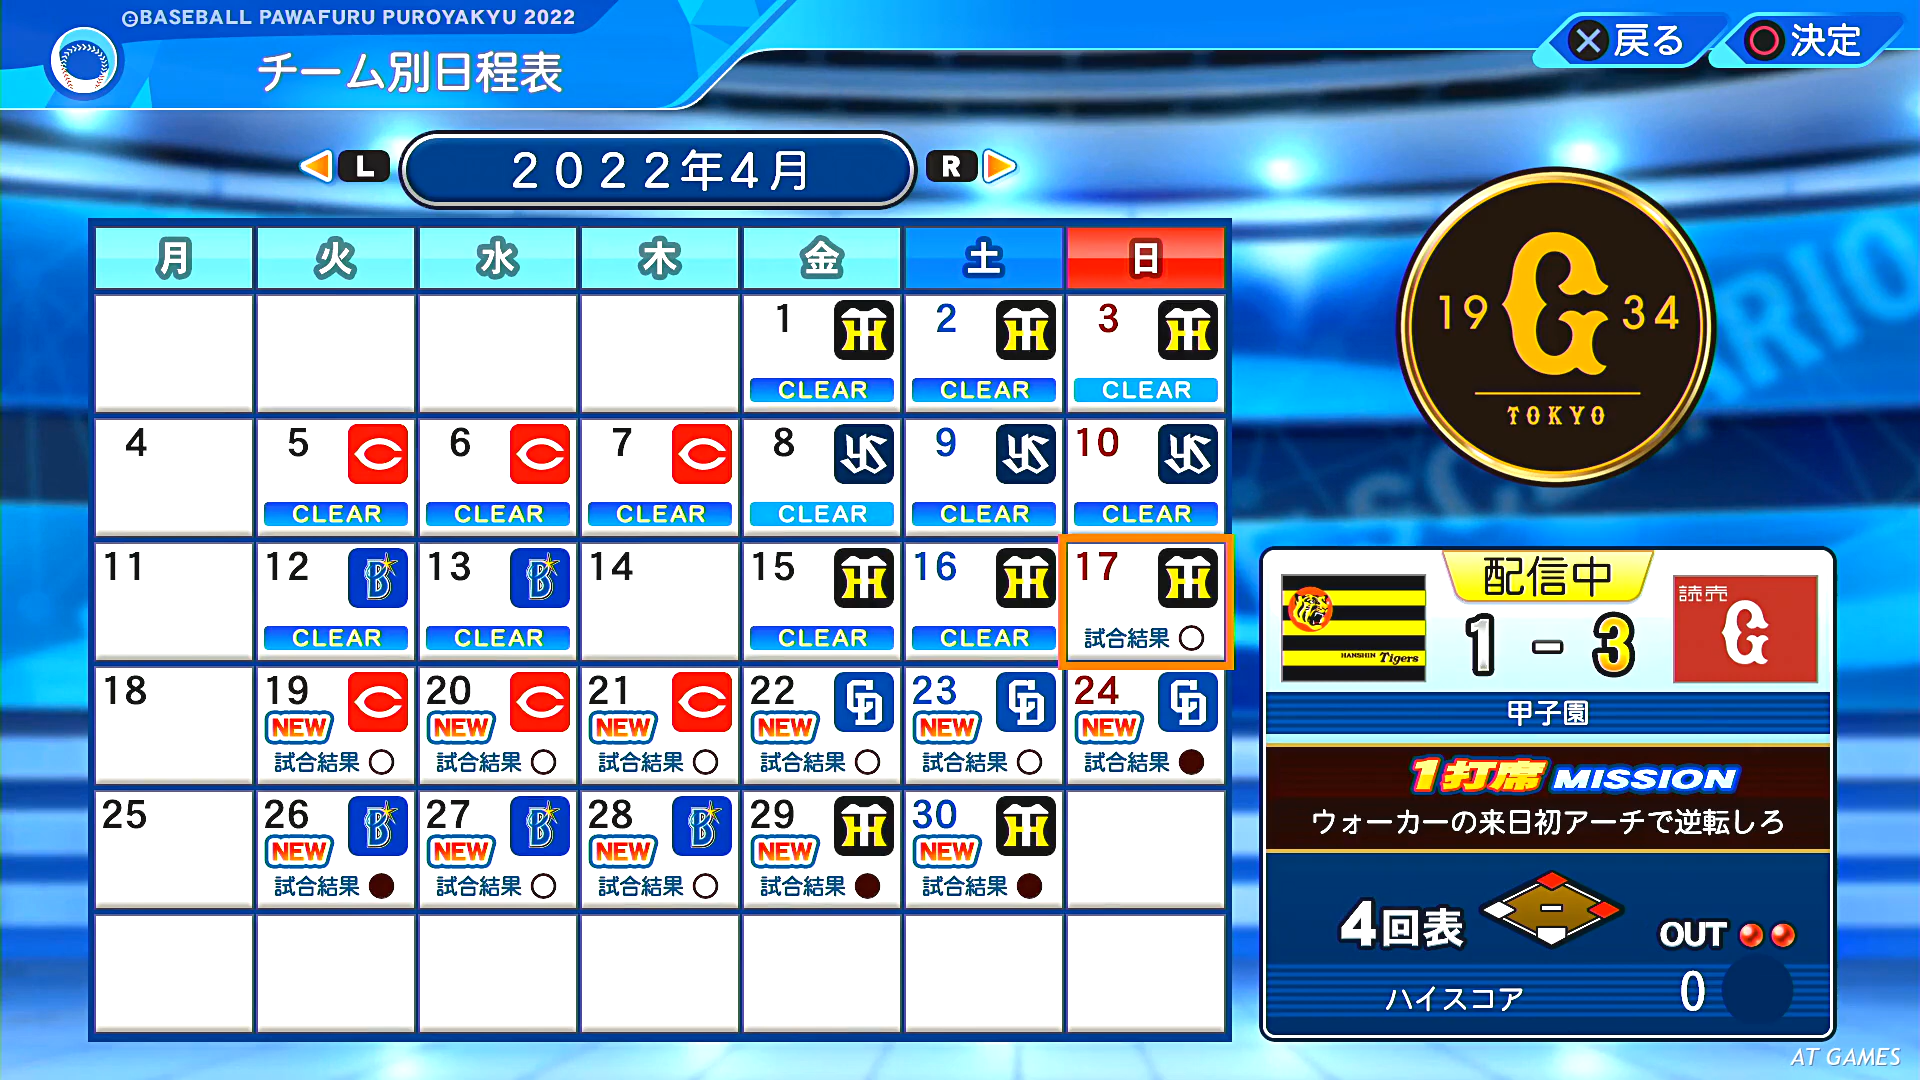 eBASEBALL PAWAFURU PUROYAKYU 2022
チーム別日程表
戻る
決定
L
2022年4月
R
月 火 水 木 金 土 日
1 2 3
CLEAR CLEAR CLEAR
4 5 6 7 8 9 10
CLEAR CLEAR CLEAR CLEAR CLEAR CLEAR
11 12 13 14 15 16 17
CLEAR CLEAR CLEAR CLEAR 試合結果
18 19 20 21 22 23 24
NEW NEW NEW NEW NEW NEW
試合結果 試合結果 試合結果 試合結果 試合結果 試合結果
25 26 27 28 29 30
NEW NEW NEW NEW NEW
試合結果 試合結果 試合結果 試合結果 試合結果
19 G 34
TOKYO
配信中
HANSHIN Tigers
1 - 3
読売
G
甲子園
1打席 MISSION
ウォーカーの来日初アーチで逆転しろ
4回表
OUT
ハイスコア 0
AT GAMES